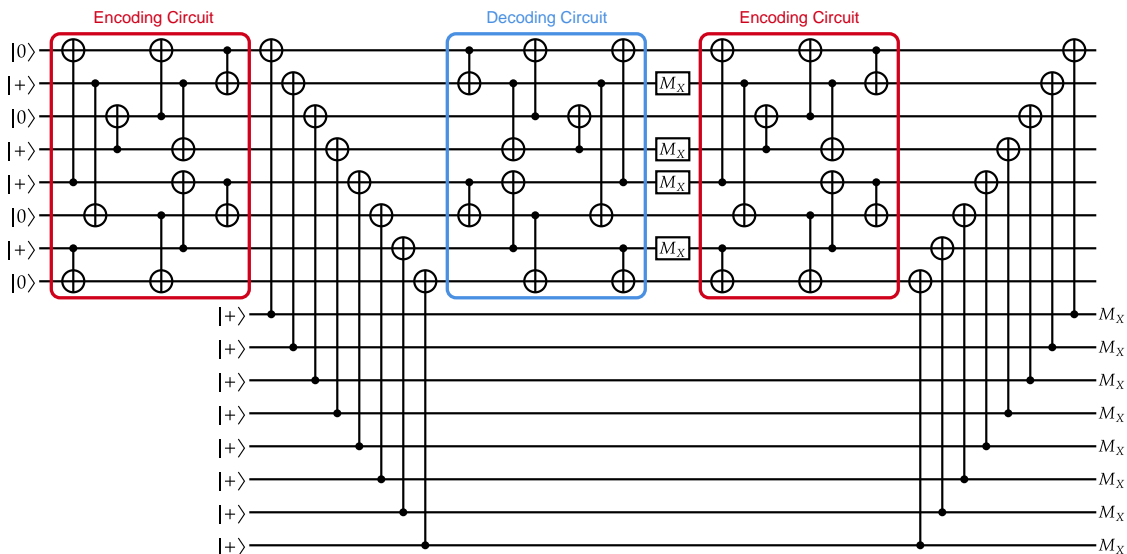 Encoding Circuit Decoding Circuit Encoding Circuit
|0⟩
|+⟩ M_X
|0⟩
|+⟩ M_X
|+⟩ M_X
|0⟩
|+⟩ M_X
|0⟩
|+⟩ M_X
|+⟩ M_X
|+⟩ M_X
|+⟩ M_X
|+⟩ M_X
|+⟩ M_X
|+⟩ M_X
|+⟩ M_X